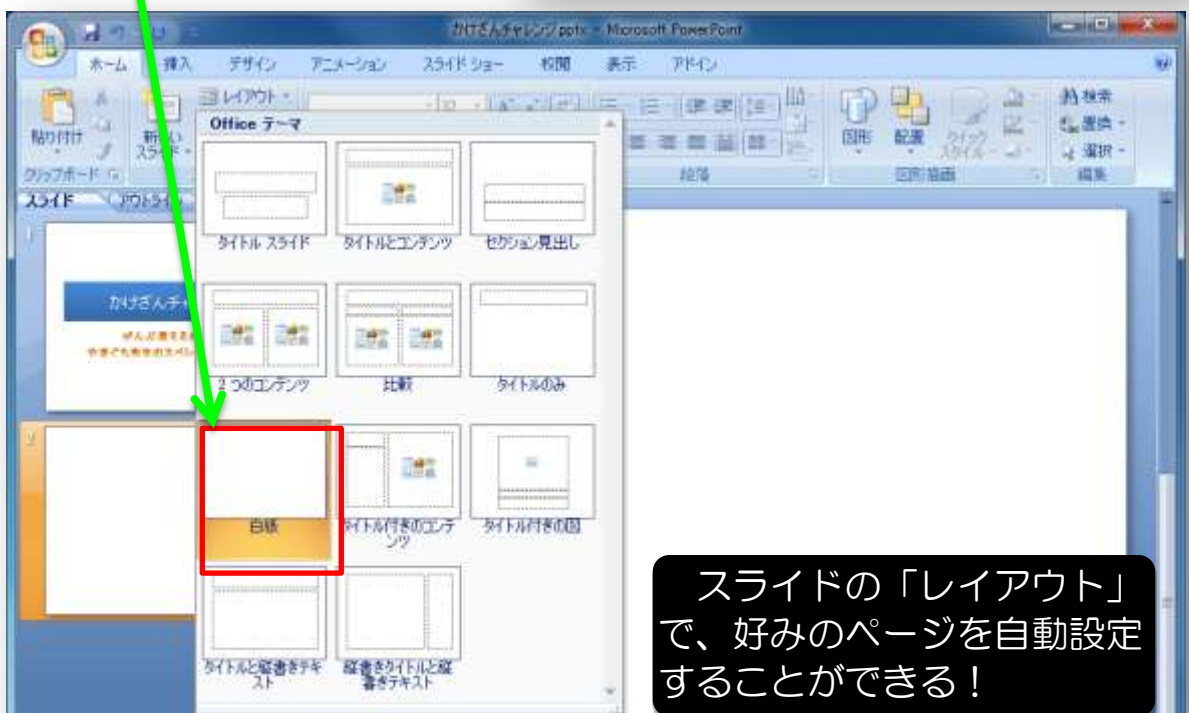 かけざんチャレンジ.pptx - Microsoft PowerPoint
ホーム 挿入 デザイン アニメーション スライド ショー 校閲 表示 アドイン
レイアウト
検索
貼り付け
新しい
スライド
図形 配置 クイック
スタイル
置換
選択
クリップボード 段落 図形描画 編集
スライド アウトライン
Office テーマ
タイトル スライド タイトルとコンテンツ セクション見出し
1
かけざんチャ
2 つのコンテンツ 比較 タイトルのみ
2
白紙 タイトル付きのコンテ
ンツ タイトル付きの図
タイトルと縦書きテキ
スト 縦書きタイトルと縦
書きテキスト
スライドの「レイアウト」
で、好みのページを自動設定
することができる!